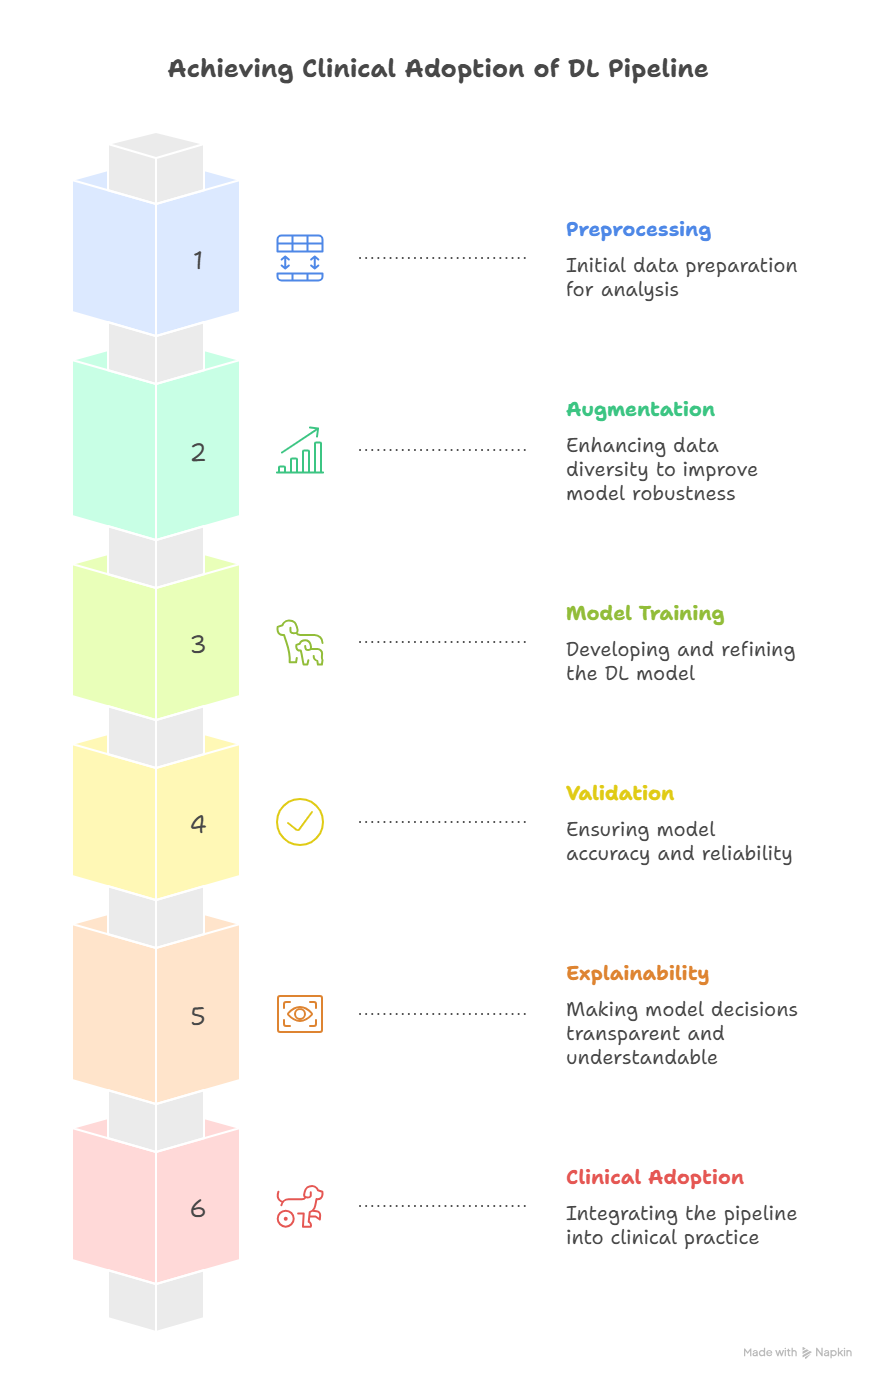 Achieving Clinical Adoption of DL Pipeline
1
Preprocessing
Initial data preparation
for analysis
2
Augmentation
Enhancing data
diversity to improve
model robustness
3
Model Training
Developing and refining
the DL model
4
Validation
Ensuring model
accuracy and reliability
5
Explainability
Making model decisions
transparent and
understandable
6
Clinical Adoption
Integrating the pipeline
into clinical practice
Made with Napkin